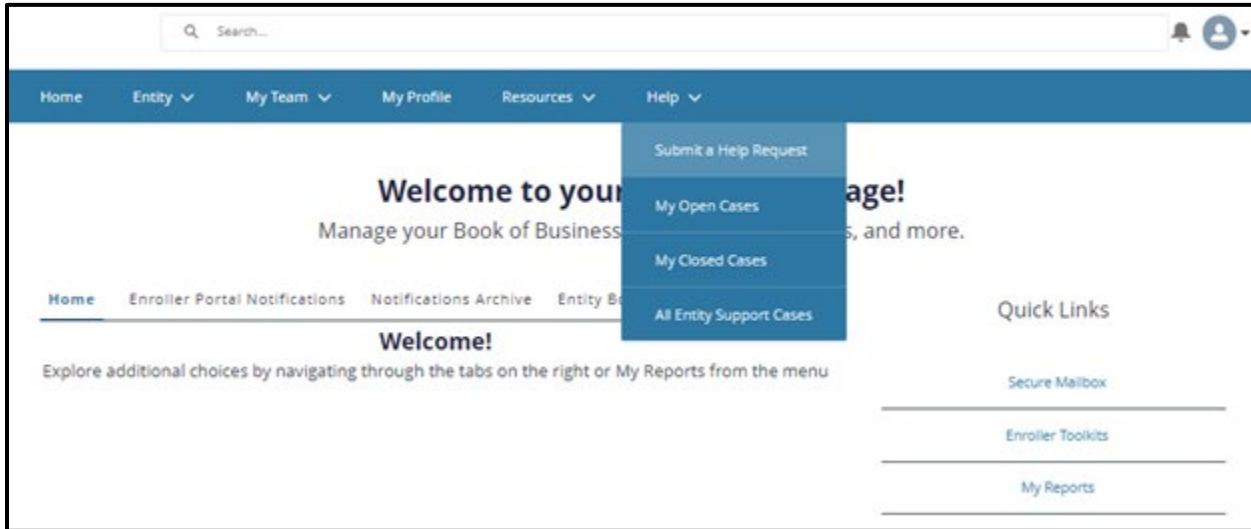 Search...
Home Entity My Team My Profile Resources Help
Submit a Help Request
My Open Cases
My Closed Cases
All Entity Support Cases
Welcome to your age!
Manage your Book of Business s, and more.
Home Enroller Portal Notifications Notifications Archive Entity
Welcome!
Explore additional choices by navigating through the tabs on the right or My Reports from the menu
Quick Links
Secure Mailbox
Enroller Toolkits
My Reports